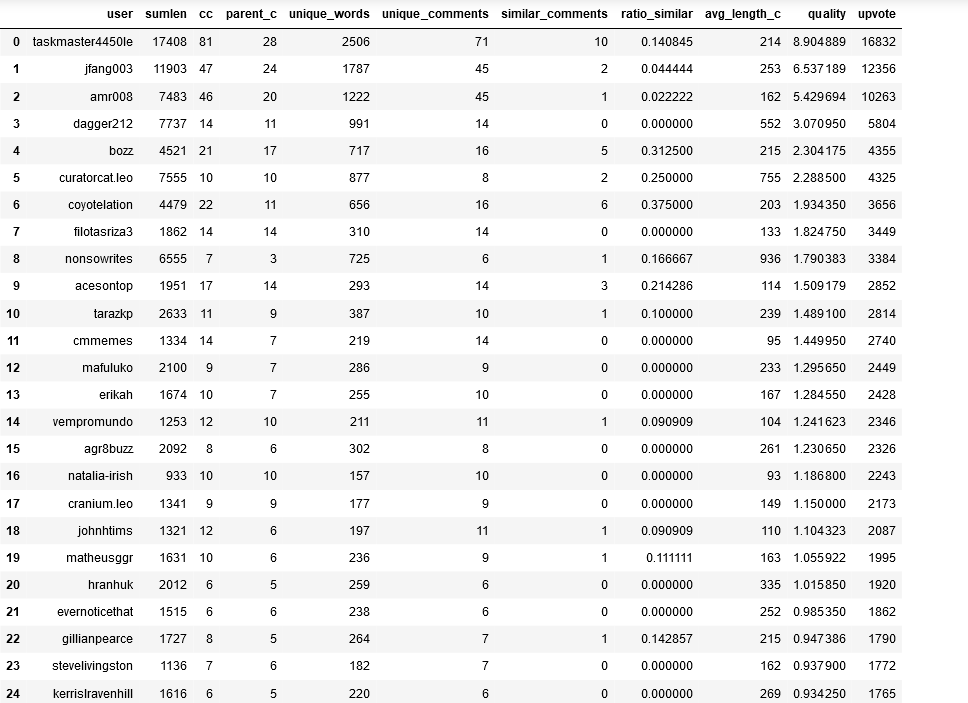 user sumlen cc parent_c unique_words unique_comments similar_comments ratio_similar avg_length_c quality upvote
0 taskmaster4450le 17408 81 28 2506 71 10 0.140845 214 8.904889 16832
1 jfang003 11903 47 24 1787 45 2 0.044444 253 6.537189 12356
2 amr008 7483 46 20 1222 45 1 0.022222 162 5.429694 10263
3 dagger212 7737 14 11 991 14 0 0.000000 552 3.070950 5804
4 bozz 4521 21 17 717 16 5 0.312500 215 2.304175 4355
5 curatorcat.leo 7555 10 10 877 8 2 0.250000 755 2.288500 4325
6 coyotelation 4479 22 11 656 16 6 0.375000 203 1.934350 3656
7 filotasriza3 1862 14 14 310 14 0 0.000000 133 1.824750 3449
8 nonsowrites 6555 7 3 725 6 1 0.166667 936 1.790383 3384
9 acesontop 1951 17 14 293 14 3 0.214286 114 1.509179 2852
10 tarazkp 2633 11 9 387 10 1 0.100000 239 1.489100 2814
11 cmmemes 1334 14 7 219 14 0 0.000000 95 1.449950 2740
12 mafuluko 2100 9 7 286 9 0 0.000000 233 1.295650 2449
13 erikah 1674 10 7 255 10 0 0.000000 167 1.284550 2428
14 vempromundo 1253 12 10 211 11 1 0.090909 104 1.241623 2346
15 agr8buzz 2092 8 6 302 8 0 0.000000 261 1.230650 2326
16 natalia-irish 933 10 10 157 10 0 0.000000 93 1.186800 2243
17 cranium.leo 1341 9 9 177 9 0 0.000000 149 1.150000 2173
18 johnhtims 1321 12 6 197 11 1 0.090909 110 1.104323 2087
19 matheusggr 1631 10 6 236 9 1 0.111111 163 1.055922 1995
20 hranhuk 2012 6 5 259 6 0 0.000000 335 1.015850 1920
21 evernoticethat 1515 6 6 238 6 0 0.000000 252 0.985350 1862
22 gillianpearce 1727 8 5 264 7 1 0.142857 215 0.947386 1790
23 stevelivingston 1136 7 6 182 7 0 0.000000 162 0.937900 1772
24 kerrislravenhill 1616 6 5 220 6 0 0.000000 269 0.934250 1765